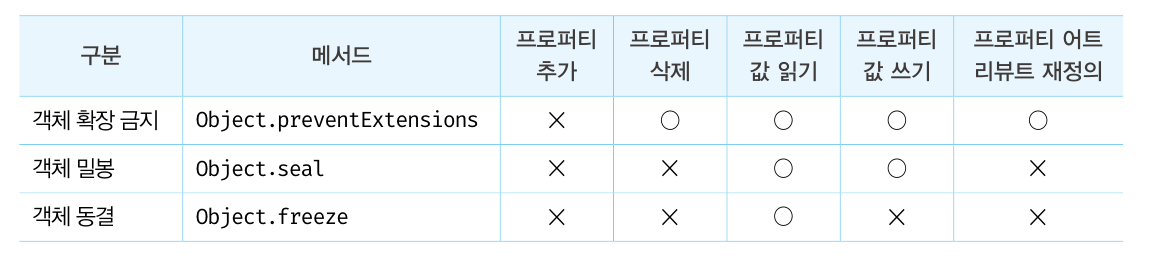 구분 메서드 프로퍼티 추가 프로퍼티 삭제 프로퍼티 값 읽기 프로퍼티 값 쓰기 프로퍼티 어트리뷰트 재정의
객체 확장 금지 Object.preventExtensions × ○ ○ ○ ○
객체 밀봉 Object.seal × × ○ ○ ×
객체 동결 Object.freeze × × ○ × ×